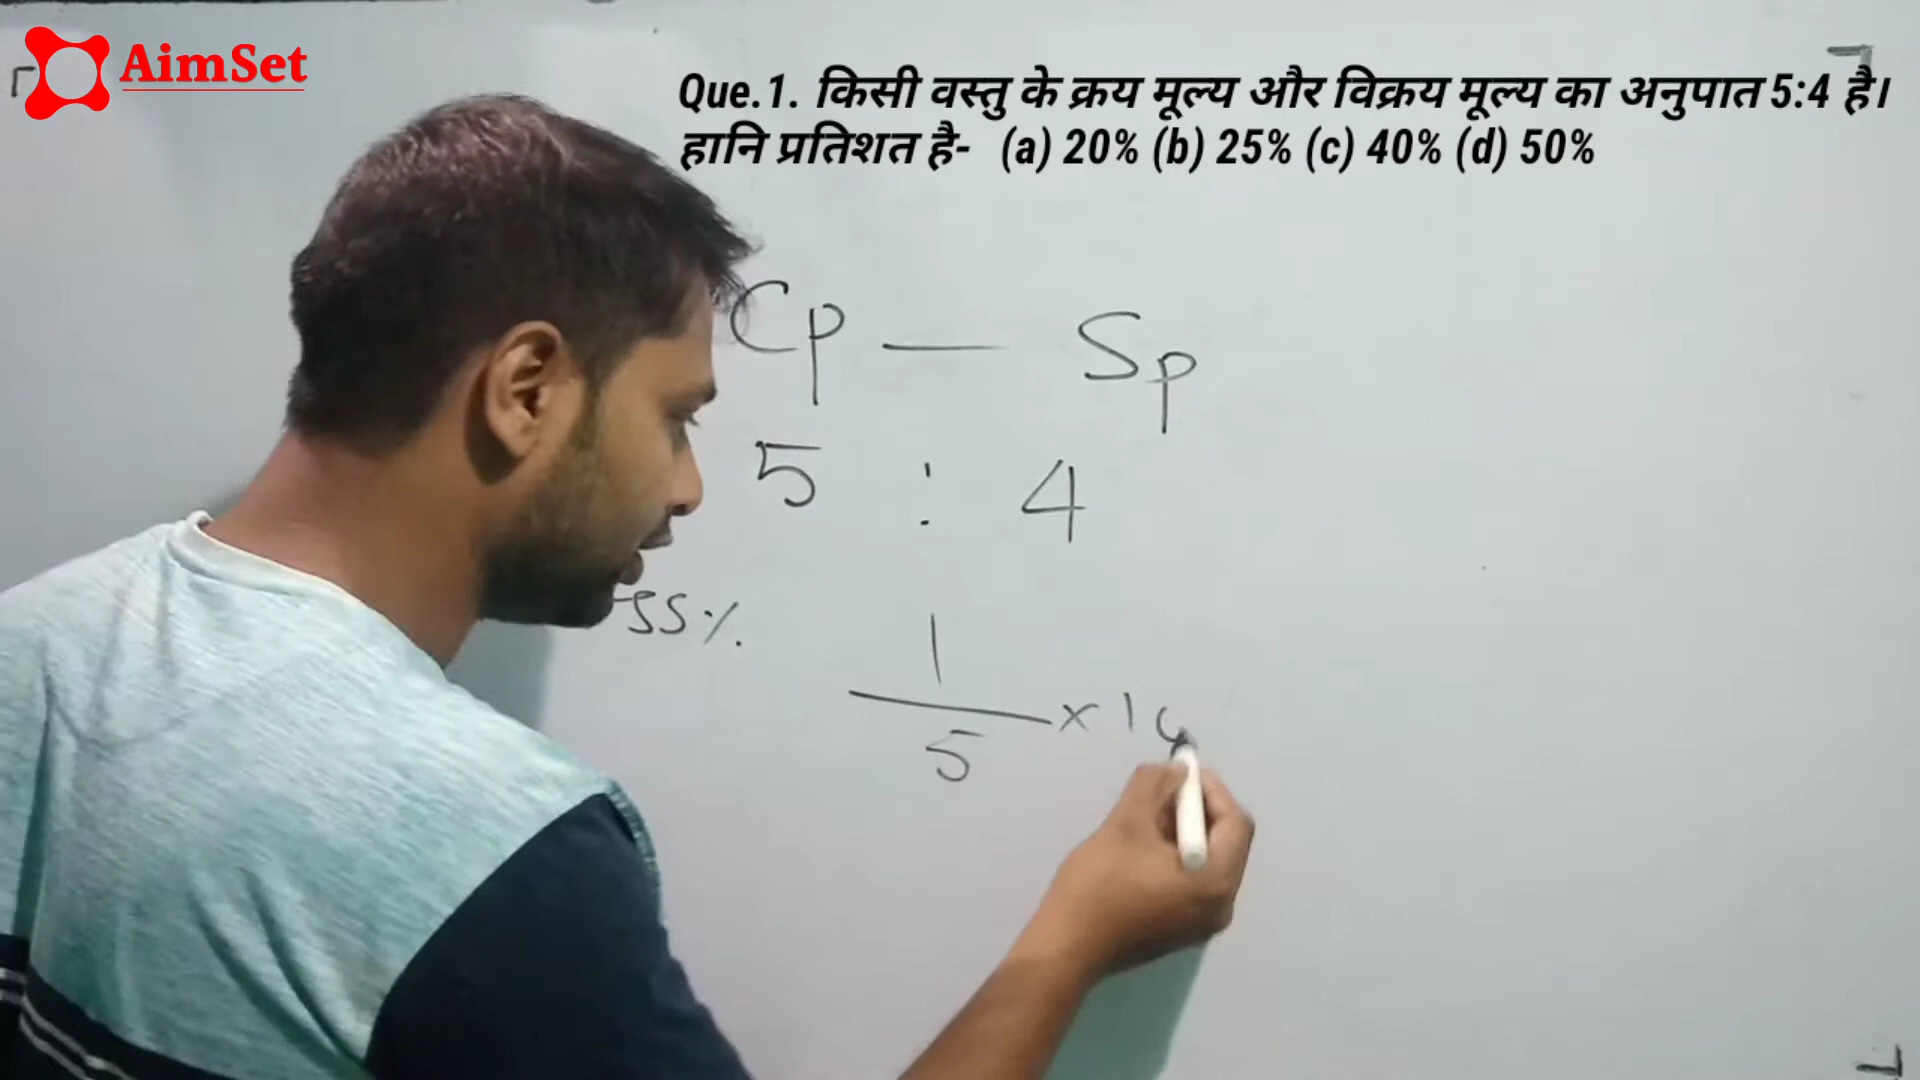 AimSet
Que.1. किसी वस्तु के क्रय मूल्य और विक्रय मूल्य का अनुपात 5:4 है।
हानि प्रतिशत है- (a) 20% (b) 25% (c) 40% (d) 50%
Cp — Sp
5 : 4
ss%
1
5
×1